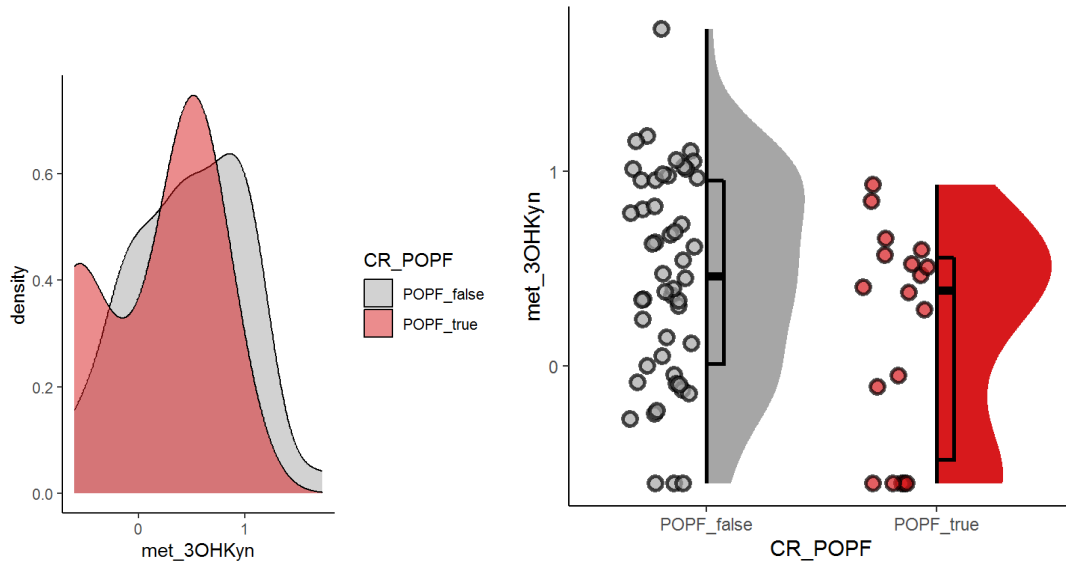 density
0.6
0.4
0.2
0.0
0
1
met_3OHKyn
CR_POPF
POPF_false
POPF_true
met_3OHKyn
1
0
POPF_false
POPF_true
CR_POPF